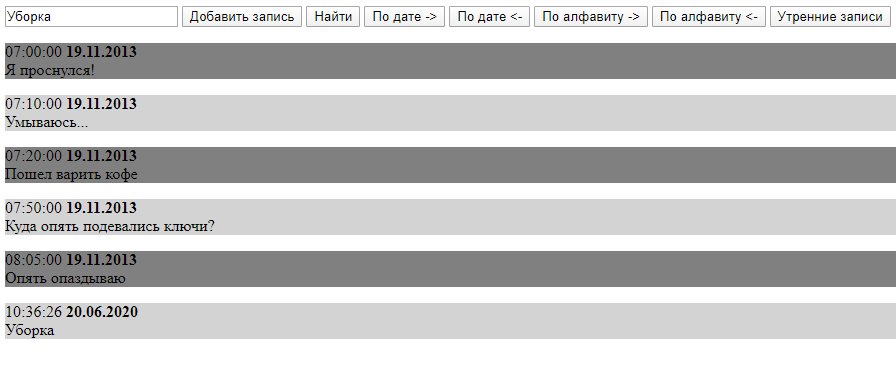 Уборка Добавить запись Найти По дате -> По дате <- По алфавиту -> По алфавиту <- Утренние записи
07:00:00 19.11.2013
Я проснулся!
07:10:00 19.11.2013
Умываюсь...
07:20:00 19.11.2013
Пошел варить кофе
07:50:00 19.11.2013
Куда опять подевались ключи?
08:05:00 19.11.2013
Опять опаздываю
10:36:26 20.06.2020
Уборка